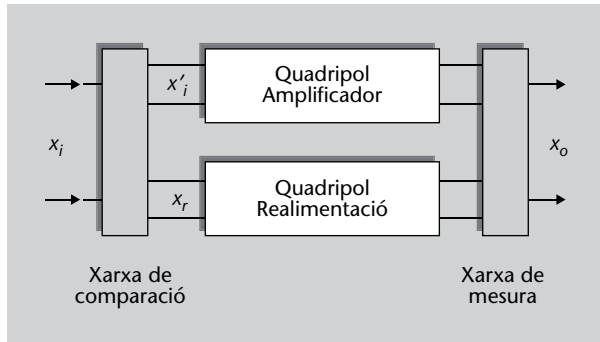 Quadripol
Amplificador
x'i
xi
xo
xr
Quadripol
Realimentació
Xarxa de
comparació
Xarxa de
mesura